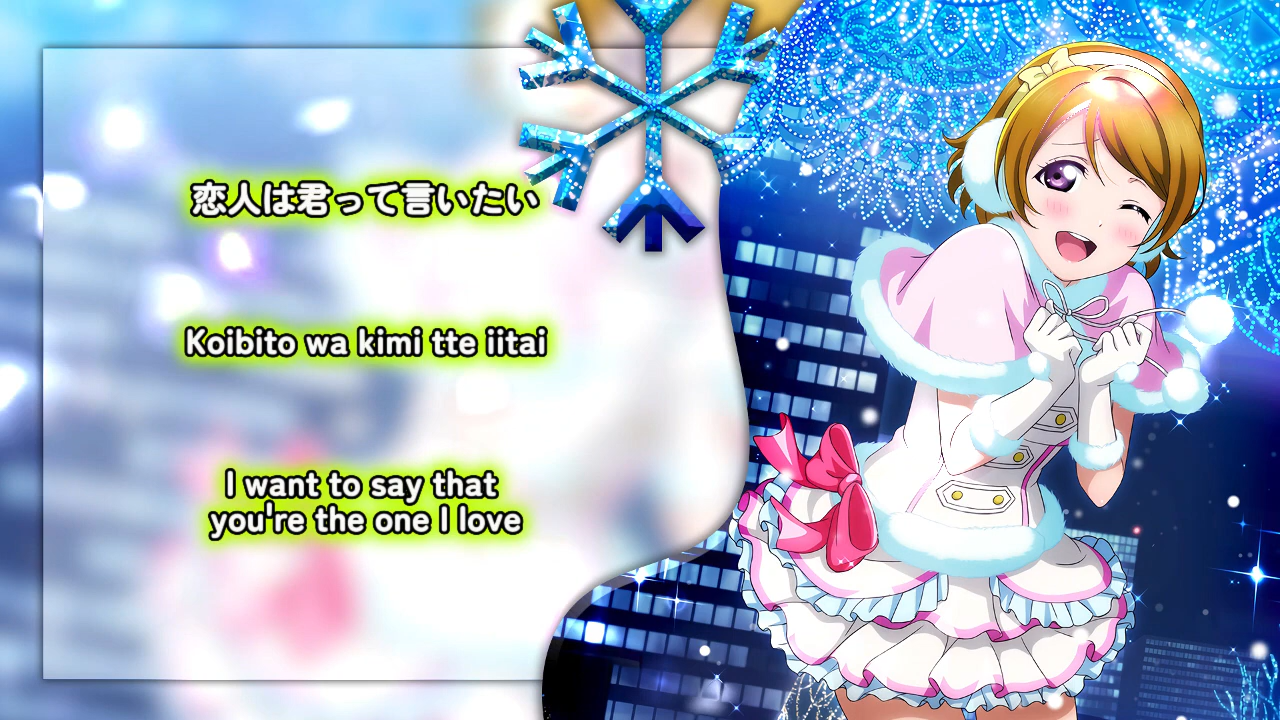 恋人は君って言いたい
Koibito wa kimi tte iitai
I want to say that
you're the one I love